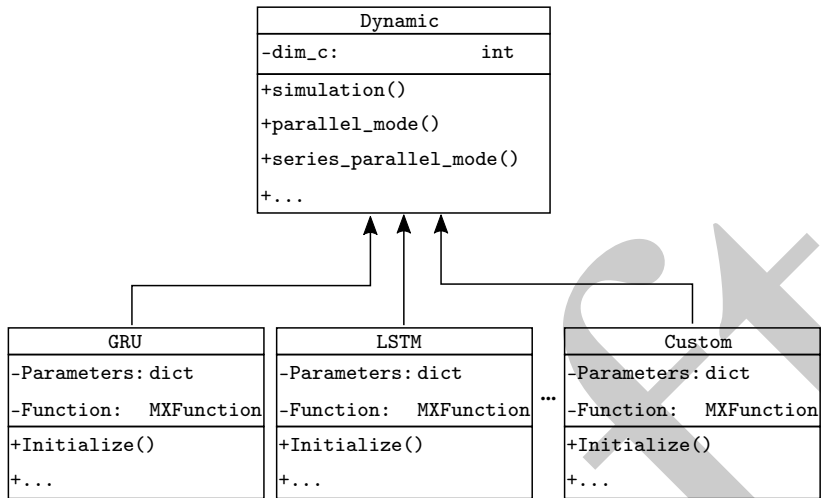 Dynamic
-dim_c: int
+simulation()
+parallel_mode()
+series_parallel_mode()
+...
GRU
-Parameters: dict
-Function: MXFunction
+Initialize()
+...
LSTM
-Parameters: dict
-Function: MXFunction
+Initialize()
+...
...
Custom
-Parameters: dict
-Function: MXFunction
+Initialize()
+...